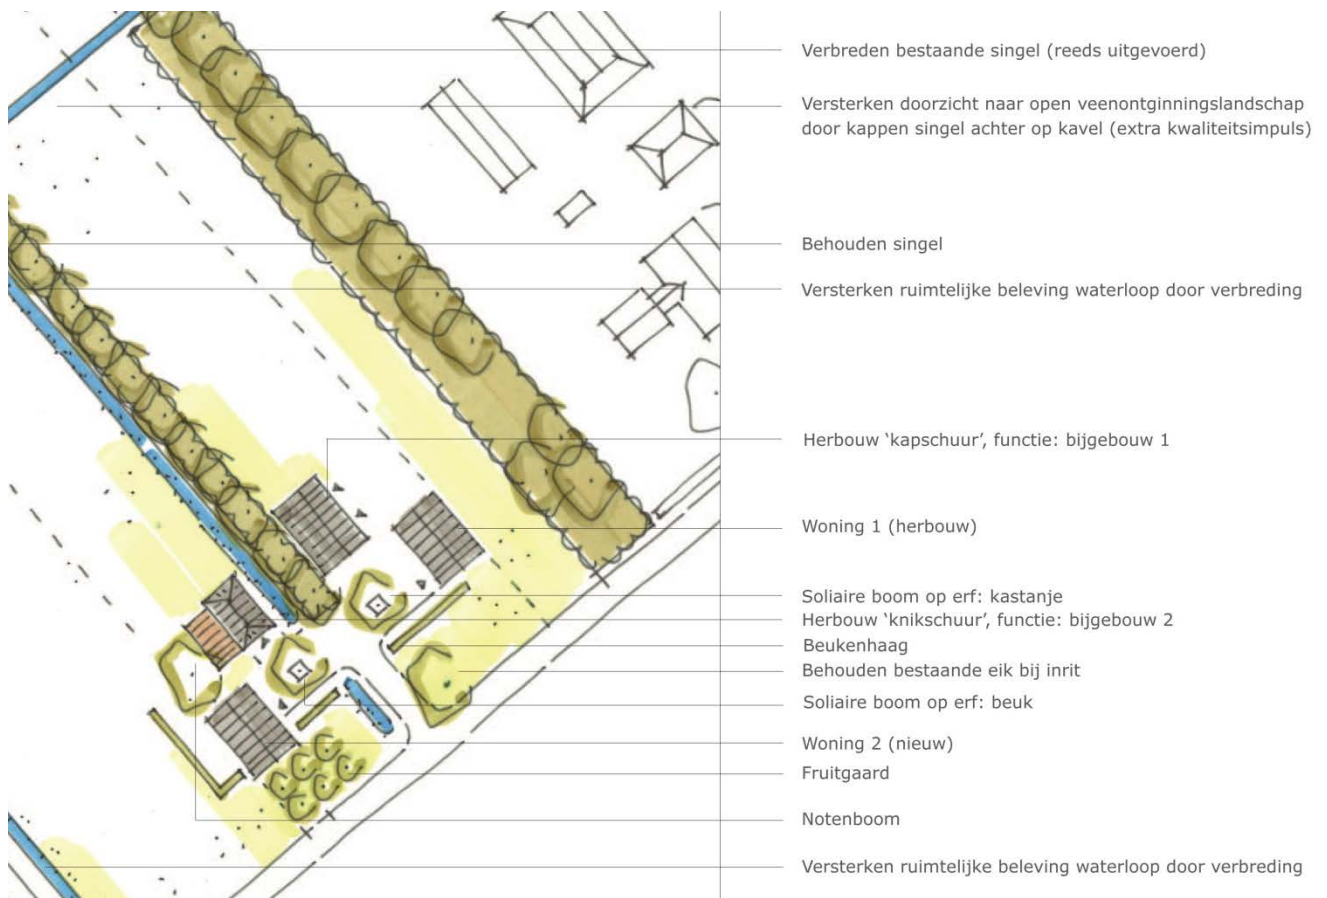 Verbreden bestaande singel (reeds uitgevoerd)
Versterken doorzicht naar open veenontginningslandschap
door kappen singel achter op kavel (extra kwaliteitsimpuls)
Behouden singel
Versterken ruimtelijke beleving waterloop door verbreding
Herbouw ‘kapschuur’, functie: bijgebouw 1
Woning 1 (herbouw)
Soliaire boom op erf: kastanje
Herbouw ‘knikschuur’, functie: bijgebouw 2
Beukenhaag
Behouden bestaande eik bij inrit
Soliaire boom op erf: beuk
Woning 2 (nieuw)
Fruitgaard
Notenboom
Versterken ruimtelijke beleving waterloop door verbreding